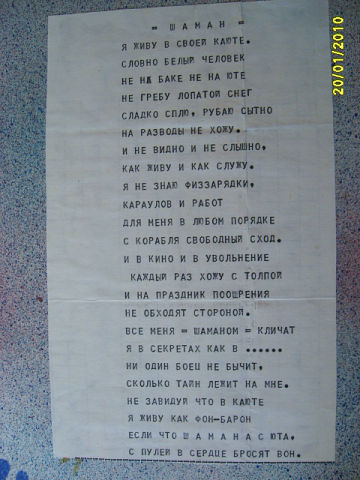 = ШАМАН =
Я ЖИВУ В СВОЕЙ КАЮТЕ.
СЛОВНО БЕЛЫЙ ЧЕЛОВЕК
НЕ НА БАКЕ НЕ НА ЮТЕ
НЕ ГРЕБУ ЛОПАТОЙ СНЕГ
СЛАДКО СПЛЮ, РУБАЮ СЫТНО
НА РАЗВОДЫ НЕ ХОЖУ.
И НЕ ВИДНО И НЕ СЛЫШНО,
КАК ЖИВУ И КАК СЛУЖУ.
Я НЕ ЗНАЮ ФИЗЗАРЯДКИ,
КАРАУЛОВ И РАБОТ
ДЛЯ МЕНЯ В ЛЮБОМ ПОРЯДКЕ
С КОРАБЛЯ СВОБОДНЫЙ СХОД.
И В КИНО И В УВОЛЬНЕНИЕ
КАЖДЫЙ РАЗ ХОЖУ С ТОЛПОЙ
И НА ПРАЗДНИК ПООШРЕНИЯ
НЕ ОБХОДЯТ СТОРОНОЙ.
ВСЕ МЕНЯ = ШАМАНОМ = КЛИЧАТ
Я В СЕКРЕТАХ КАК В ......
НИ ОДИН БОЕЦ НЕ БЫЧИТ,
СКОЛЬКО ТАЙН ЛЕЖИТ НА МНЕ.
НЕ ЗАВИДУЙ ЧТО В КАЮТЕ
Я ЖИВУ КАК ФОН-БАРОН
ЕСЛИ ЧТО Ш А М А Н А С ЮТА,
С ПУЛЕЙ В СЕРДЦЕ БРОСЯТ ВОН.
20/01/2010